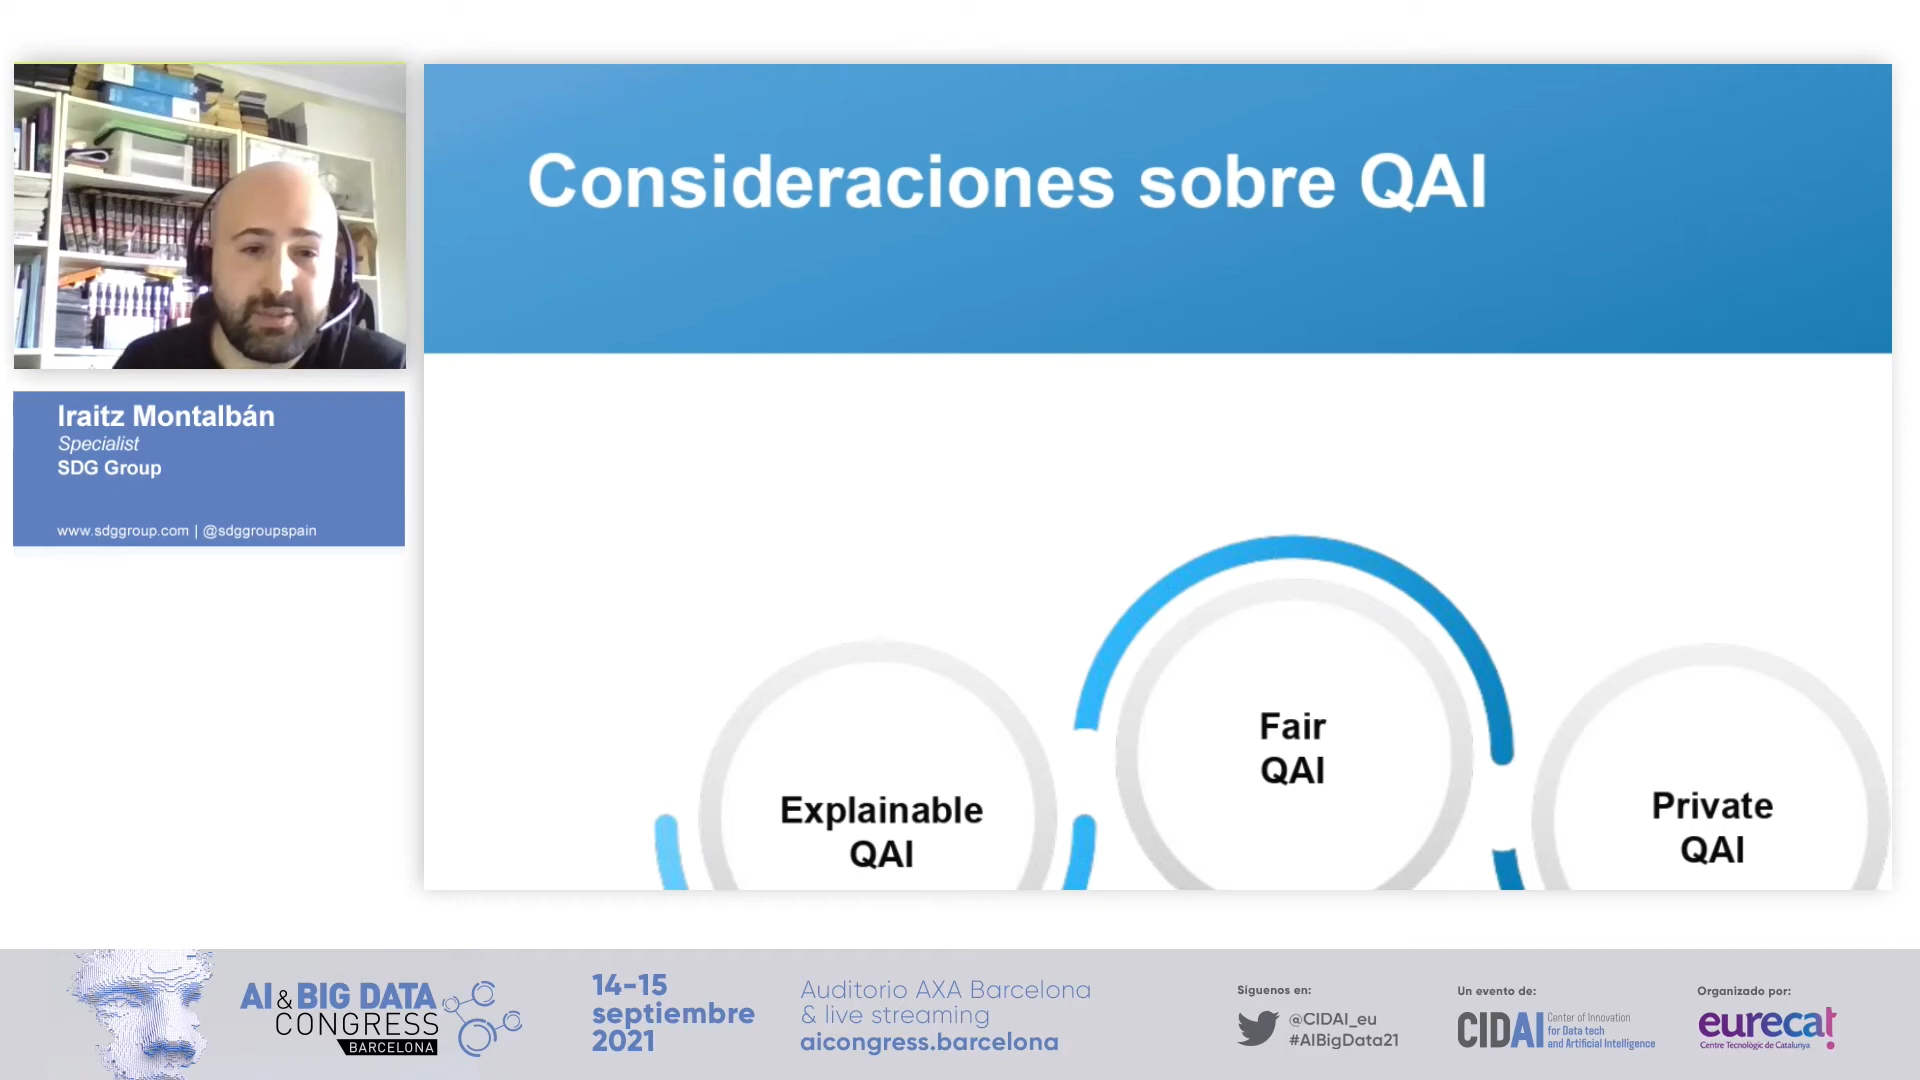 Consideraciones sobre QAI
Iraitz Montalbán
Specialist
SDG Group
www.sdggroup.com | @sdggroupspain
Explainable
QAI
Fair
QAI
Private
QAI
AI & BIG DATA
CONGRESS
BARCELONA
14-15
septiembre
2021
Auditorio AXA Barcelona
& live streaming
aicongress.barcelona
Síguenos en:
@CIDAI_eu
#AIBigData21
Un evento de:
CIDAI
Center of Innovation
for Data tech
and Artificial Intelligence
Organizado por:
eurecat
Centre Tecnològic de Catalunya